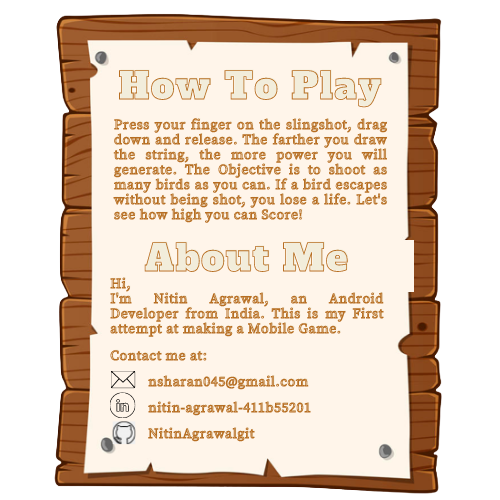 How To Play
Press your finger on the slingshot, drag
down and release. The farther you draw
the string, the more power you will
generate. The Objective is to shoot as
many birds as you can. If a bird escapes
without being shot, you lose a life. Let's
see how high you can Score!
About Me
Hi,
I'm Nitin Agrawal, an Android
Developer from India. This is my First
attempt at making a Mobile Game.
Contact me at:
nsharan045@gmail.com
in nitin-agrawal-411b55201
NitinAgrawalgit